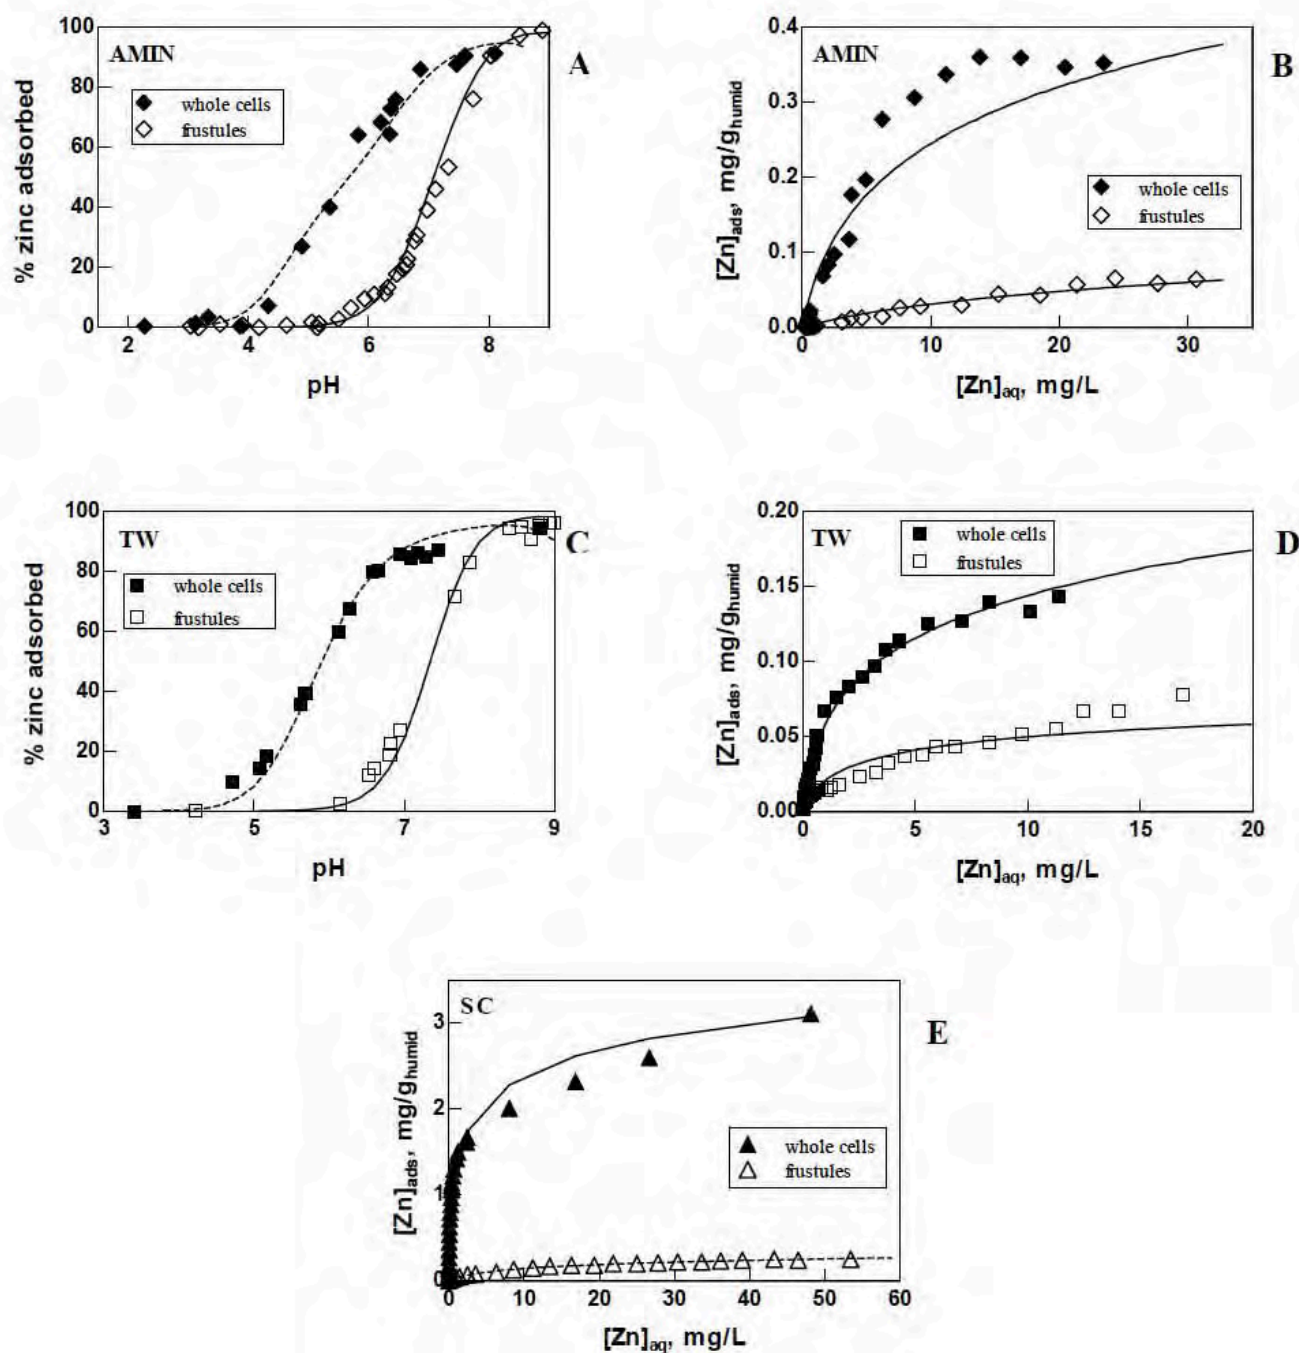 AMIN
A
whole cells
frustules
% zinc adsorbed
100
80
60
40
20
0
2 4 6 8
pH
AMIN
B
whole cells
frustules
[Zn]ads, mg/ghumid
0.4
0.3
0.2
0.1
0.0
0 10 20 30
[Zn]aq, mg/L
TW
C
whole cells
frustules
% zinc adsorbed
100
80
60
40
20
0
3 5 7 9
pH
TW
D
whole cells
frustules
[Zn]ads, mg/ghumid
0.20
0.15
0.10
0.05
0.00
0 5 10 15 20
[Zn]aq, mg/L
SC
E
whole cells
frustules
[Zn]ads, mg/ghumid
3
2
1
0
0 10 20 30 40 50 60
[Zn]aq, mg/L